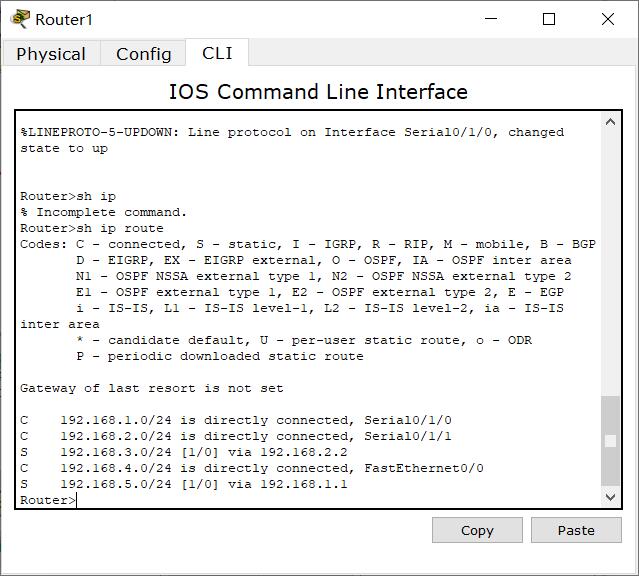 Router1
Physical Config CLI
IOS Command Line Interface
%LINEPROTO-5-UPDOWN: Line protocol on Interface Serial0/1/0, changed
state to up
Router>sh ip
% Incomplete command.
Router>sh ip route
Codes: C - connected, S - static, I - IGRP, R - RIP, M - mobile, B - BGP
D - EIGRP, EX - EIGRP external, O - OSPF, IA - OSPF inter area
N1 - OSPF NSSA external type 1, N2 - OSPF NSSA external type 2
E1 - OSPF external type 1, E2 - OSPF external type 2, E - EGP
i - IS-IS, L1 - IS-IS level-1, L2 - IS-IS level-2, ia - IS-IS
inter area
* - candidate default, U - per-user static route, o - ODR
P - periodic downloaded static route
Gateway of last resort is not set
C 192.168.1.0/24 is directly connected, Serial0/1/0
C 192.168.2.0/24 is directly connected, Serial0/1/1
S 192.168.3.0/24 [1/0] via 192.168.2.2
C 192.168.4.0/24 is directly connected, FastEthernet0/0
S 192.168.5.0/24 [1/0] via 192.168.1.1
Router>
Copy Paste